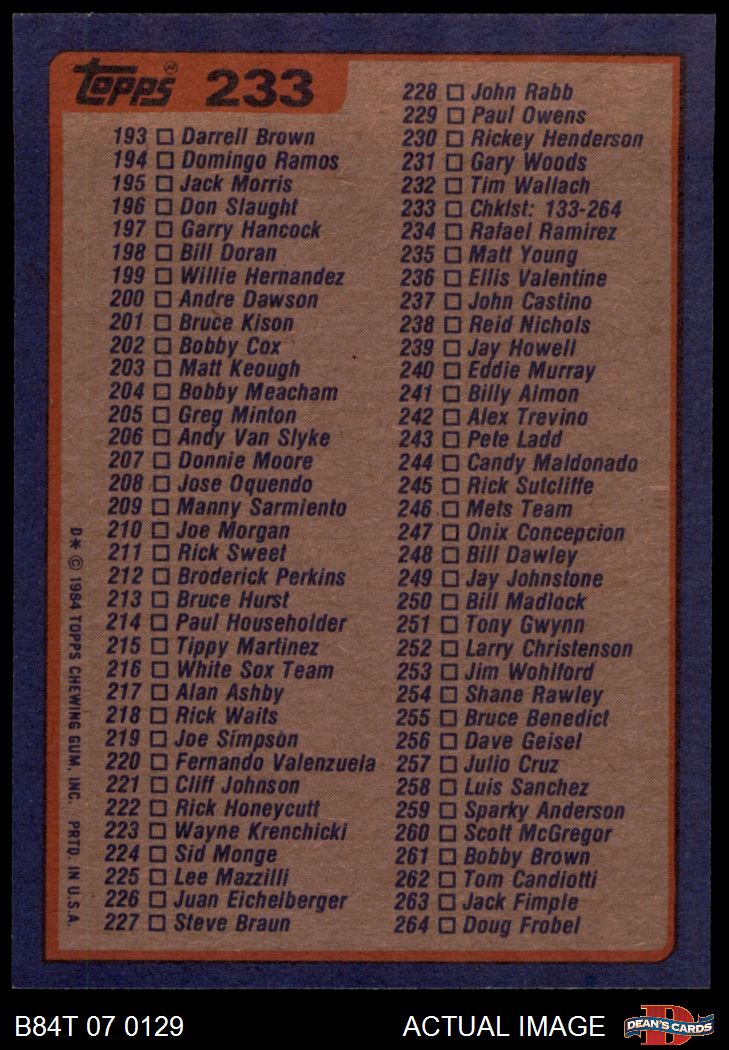 Topps 233
193 Darrell Brown
194 Domingo Ramos
195 Jack Morris
196 Don Slaught
197 Garry Hancock
198 Bill Doran
199 Willie Hernandez
200 Andre Dawson
201 Bruce Kison
202 Bobby Cox
203 Matt Keough
204 Bobby Meacham
205 Greg Minton
206 Andy Van Slyke
207 Donnie Moore
208 Jose Oquendo
209 Manny Sarmiento
210 Joe Morgan
211 Rick Sweet
212 Broderick Perkins
213 Bruce Hurst
214 Paul Householder
215 Tippy Martinez
216 White Sox Team
217 Alan Ashby
218 Rick Waits
219 Joe Simpson
220 Fernando Valenzuela
221 Cliff Johnson
222 Rick Honeycutt
223 Wayne Krenchicki
224 Sid Monge
225 Lee Mazzilli
226 Juan Eichelberger
227 Steve Braun
228 John Rabb
229 Paul Owens
230 Rickey Henderson
231 Gary Woods
232 Tim Wallach
233 Chklst: 133-264
234 Rafael Ramirez
235 Matt Young
236 Ellis Valentine
237 John Castino
238 Reid Nichols
239 Jay Howell
240 Eddie Murray
241 Billy Almon
242 Alex Trevino
243 Pete Ladd
244 Candy Maldonado
245 Rick Sutcliffe
246 Mets Team
247 Onix Concepcion
248 Bill Dawley
249 Jay Johnstone
250 Bill Madlock
251 Tony Gwynn
252 Larry Christenson
253 Jim Wohlford
254 Shane Rawley
255 Bruce Benedict
256 Dave Geisel
257 Julio Cruz
258 Luis Sanchez
259 Sparky Anderson
260 Scott McGregor
261 Bobby Brown
262 Tom Candiotti
263 Jack Fimple
264 Doug Frobel
D* © 1984 TOPPS CHEWING GUM, INC. PRTD. IN U.S.A.
B84T 07 0129
ACTUAL IMAGE
DEAN'S CARDS